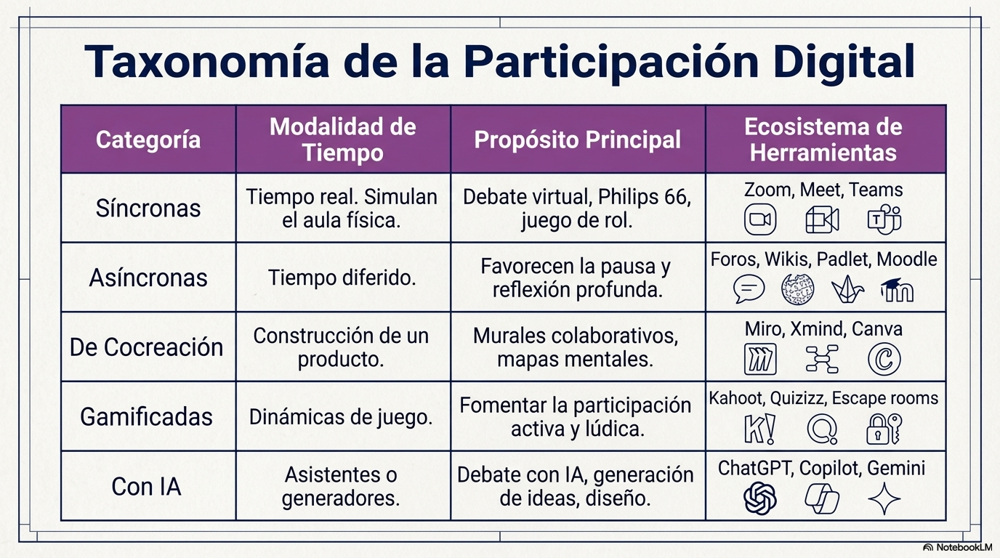 Taxonomía de la Participación Digital
Categoría
Modalidad de
Tiempo
Propósito Principal
Ecosistema de
Herramientas
Síncronas
Tiempo real. Simulan
el aula física.
Debate virtual, Philips 66,
juego de rol.
Zoom, Meet, Teams
T
Asíncronas
Tiempo diferido.
Favorecen la pausa y
reflexión profunda.
Foros, Wikis, Padlet, Moodle
m
De Cocreación
Construcción de un
producto.
Murales colaborativos,
mapas mentales.
Miro, Xmind, Canva
C
Gamificadas
Dinámicas de juego.
Fomentar la participación
activa y lúdica.
Kahoot, Quizizz, Escape rooms
K! Q
Con IA
Asistentes o
generadores.
Debate con IA, generación
de ideas, diseño.
ChatGPT, Copilot, Gemini
NotebookLM